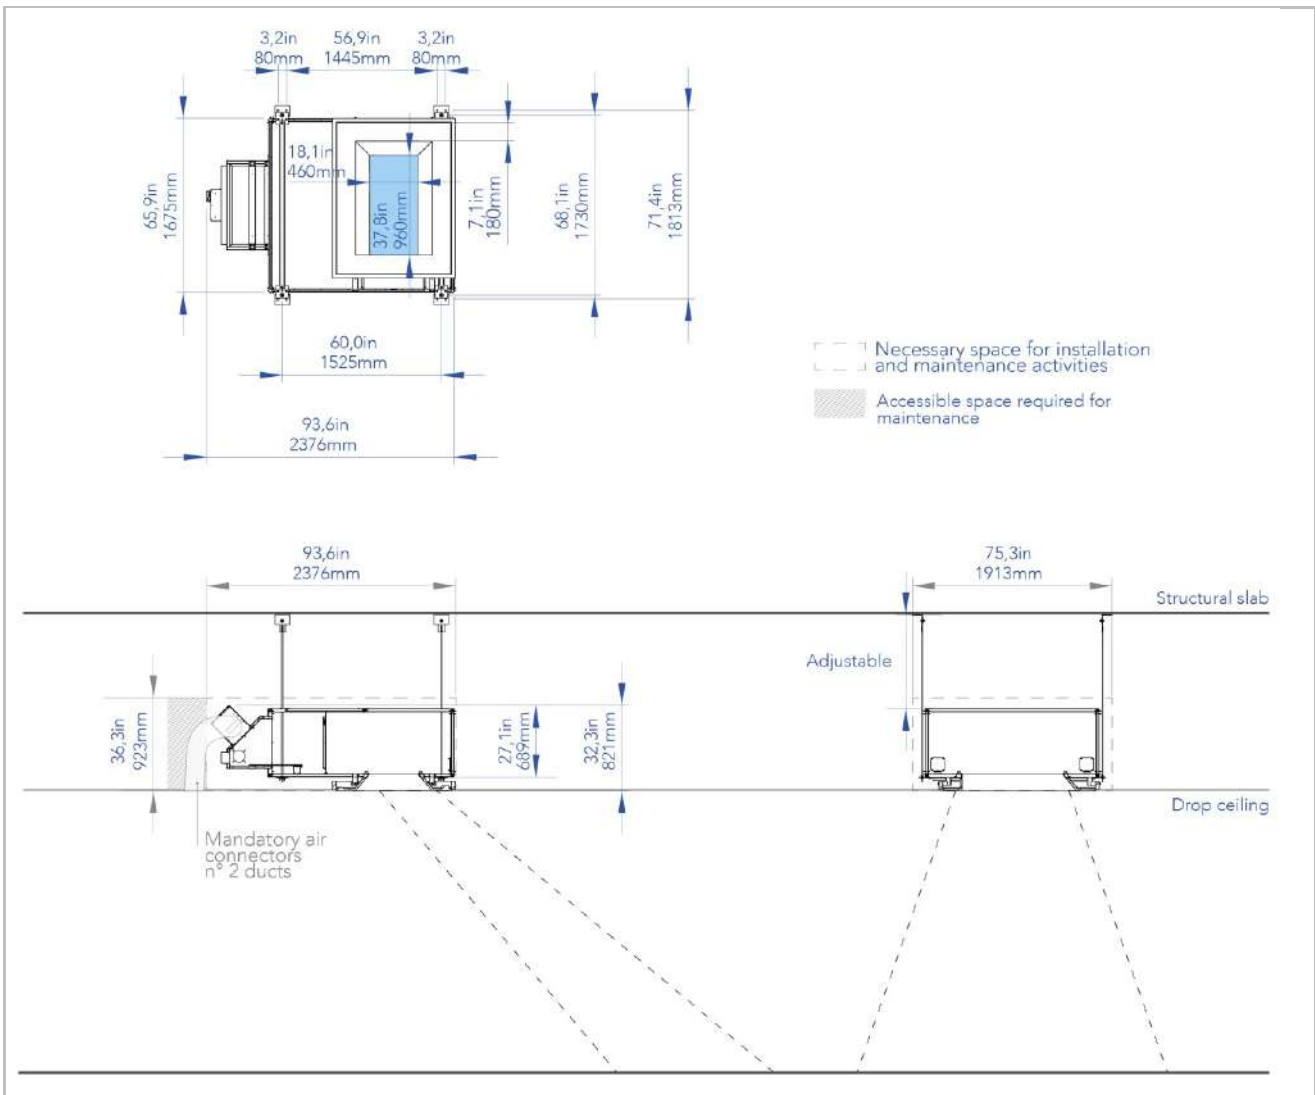 3,2in
80mm
56,9in
1445mm
3,2in
80mm
18,1in
460mm
65,9in
1675mm
37,8in
960mm
7,1in
180mm
68,1in
1730mm
71,4in
1813mm
60,0in
1525mm
93,6in
2376mm
Necessary space for installation
and maintenance activities
Accessible space required for
maintenance
93,6in
2376mm
75,3in
1913mm
Structural slab
Adjustable
36,3in
923mm
27,1in
689mm
32,3in
821mm
Drop ceiling
Mandatory air
connectors
n° 2 ducts